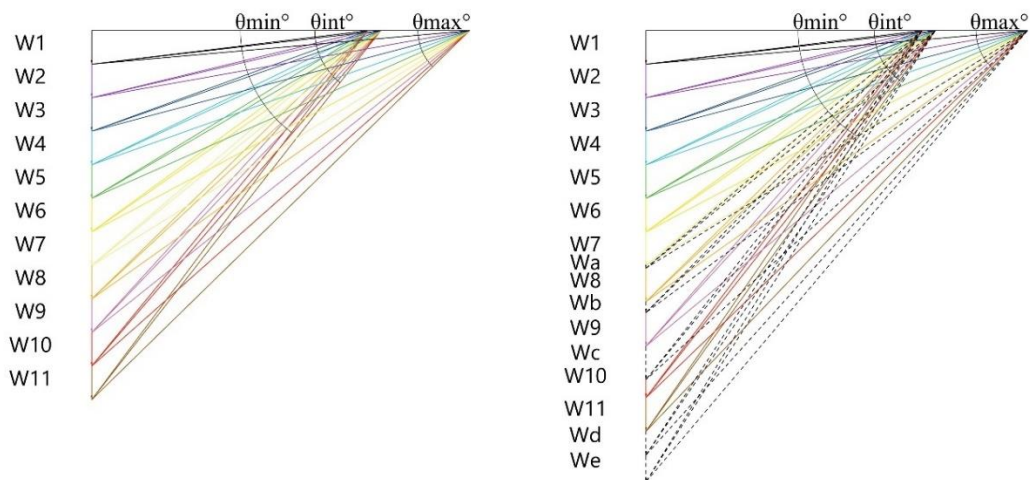 θmin° θint° θmax°
W1
W2
W3
W4
W5
W6
W7
W8
W9
W10
W11
θmin° θint° θmax°
W1
W2
W3
W4
W5
W6
W7
Wa
W8
Wb
W9
Wc
W10
W11
Wd
We